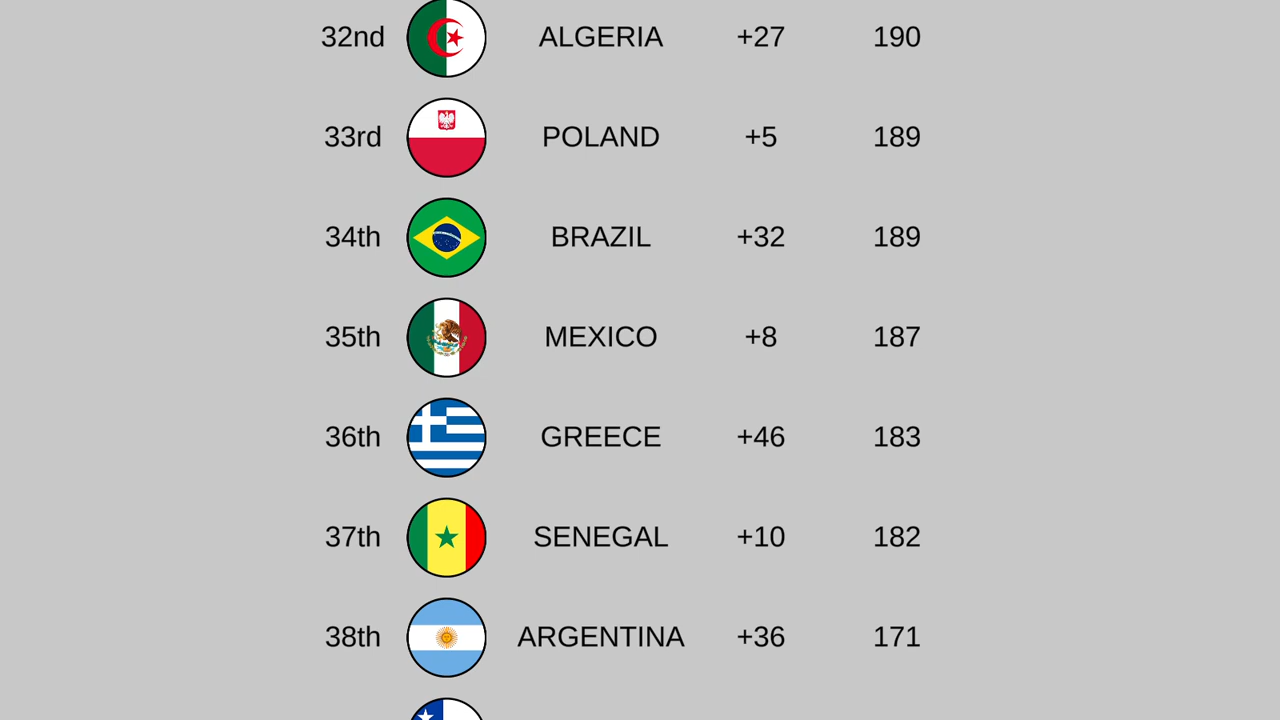 32nd ALGERIA +27 190
33rd POLAND +5 189
34th BRAZIL +32 189
35th MEXICO +8 187
36th GREECE +46 183
37th SENEGAL +10 182
38th ARGENTINA +36 171